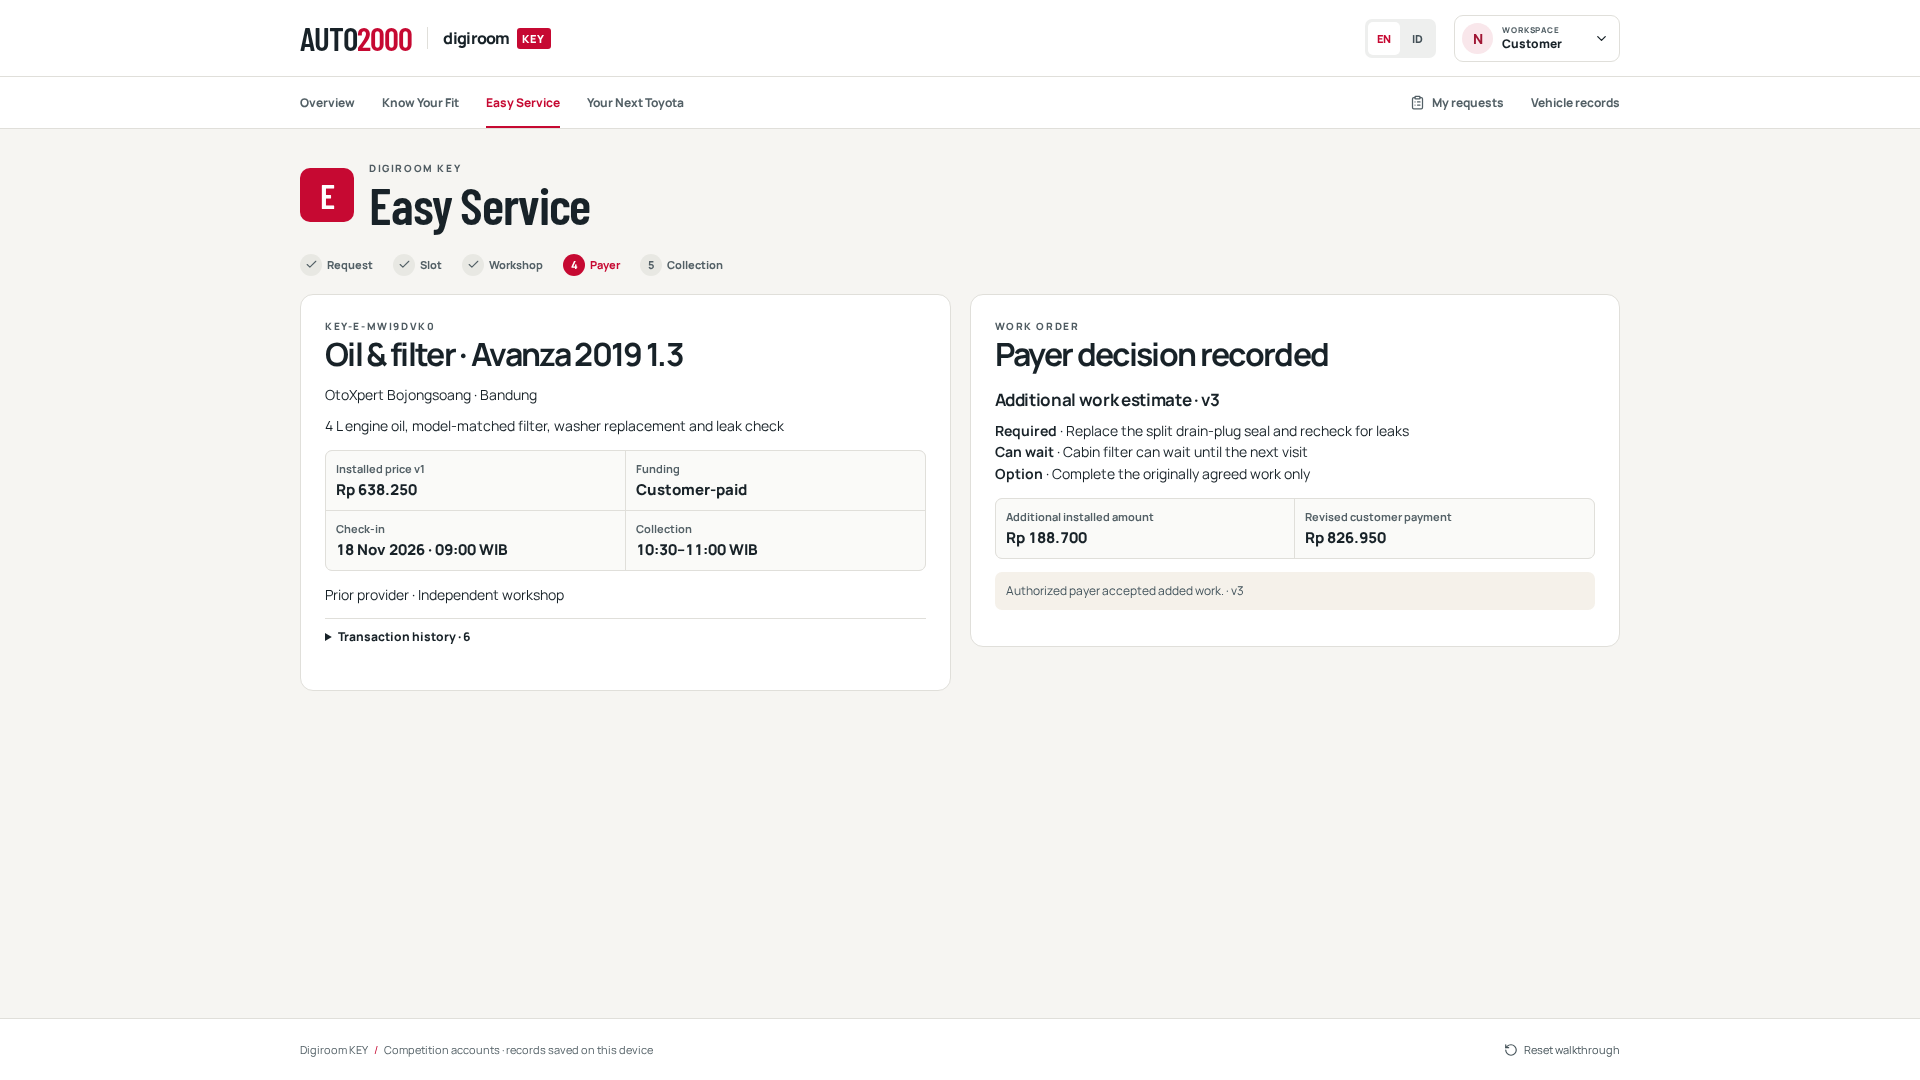 AUTO2000 digiroom KEY
EN ID
N WORKSPACE
Customer
Overview Know Your Fit Easy Service Your Next Toyota My requests Vehicle records
E DIGIROOM KEY
Easy Service
Request Slot Workshop 4 Payer 5 Collection
KEY-E-MWI9DVK0
Oil & filter · Avanza 2019 1.3
OtoXpert Bojongsoang · Bandung
4 L engine oil, model-matched filter, washer replacement and leak check
Installed price v1
Rp 638.250
Funding
Customer-paid
Check-in
18 Nov 2026 · 09:00 WIB
Collection
10:30–11:00 WIB
Prior provider · Independent workshop
Transaction history · 6
WORK ORDER
Payer decision recorded
Additional work estimate · v3
Required · Replace the split drain-plug seal and recheck for leaks
Can wait · Cabin filter can wait until the next visit
Option · Complete the originally agreed work only
Additional installed amount
Rp 188.700
Revised customer payment
Rp 826.950
Authorized payer accepted added work. · v3
Digiroom KEY / Competition accounts · records saved on this device
Reset walkthrough